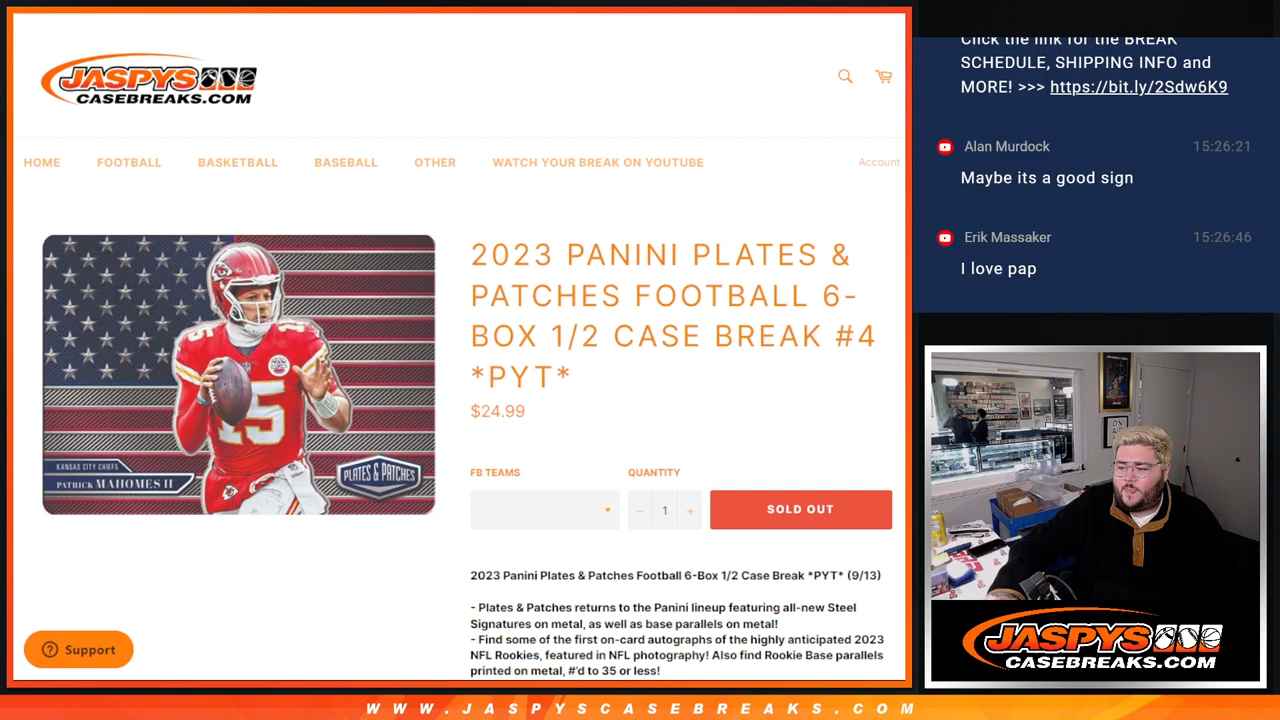 JASPYS
CASEBREAKS.COM
HOME FOOTBALL BASKETBALL BASEBALL OTHER WATCH YOUR BREAK ON YOUTUBE Account
KANSAS CITY CHIEFS
PATRICK MAHOMES II
PLATES & PATCHES
15
2023 PANINI PLATES &
PATCHES FOOTBALL 6-
BOX 1/2 CASE BREAK #4
*PYT*
$24.99
FB TEAMS QUANTITY
− 1 + SOLD OUT
2023 Panini Plates & Patches Football 6-Box 1/2 Case Break *PYT* (9/13)
- Plates & Patches returns to the Panini lineup featuring all-new Steel
Signatures on metal, as well as base parallels on metal!
- Find some of the first on-card autographs of the highly anticipated 2023
NFL Rookies, featured in NFL photography! Also find Rookie Base parallels
printed on metal, #'d to 35 or less!
? Support
Click the link for the BREAK
SCHEDULE, SHIPPING INFO and
MORE! >>> https://bit.ly/2Sdw6K9
Alan Murdock 15:26:21
Maybe its a good sign
Erik Massaker 15:26:46
I love pap
ON
AIR
JASPYS
CASEBREAKS.COM
WWW.JASPYSCASEBREAKS.COM